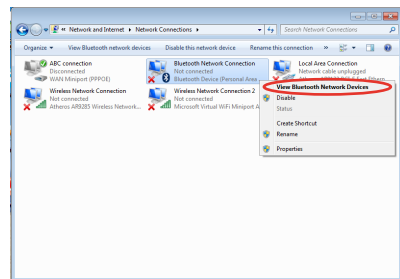 « Network and Internet ▸ Network Connections ▸
Search Network Connections
Organize
View Bluetooth network devices
Disable this network device
Rename this connection
»
ABC connection
Disconnected
WAN Miniport (PPPOE)
Bluetooth Network Connection
Not connected
Bluetooth Device (Personal Area ...
Local Area Connection
Network cable unplugged
Wireless Network Connection
Not connected
Atheros AR9285 Wireless Network...
Wireless Network Connection 2
Not connected
Microsoft Virtual WiFi Miniport A...
View Bluetooth Network Devices
Disable
Status
Create Shortcut
Rename
Properties